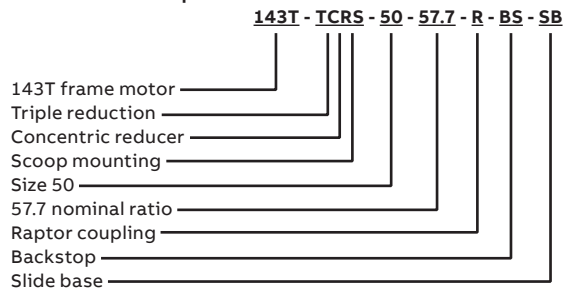 143T - TCRS - 50 - 57.7 - R - BS - SB
143T frame motor
Triple reduction
Concentric reducer
Scoop mounting
Size 50
57.7 nominal ratio
Raptor coupling
Backstop
Slide base